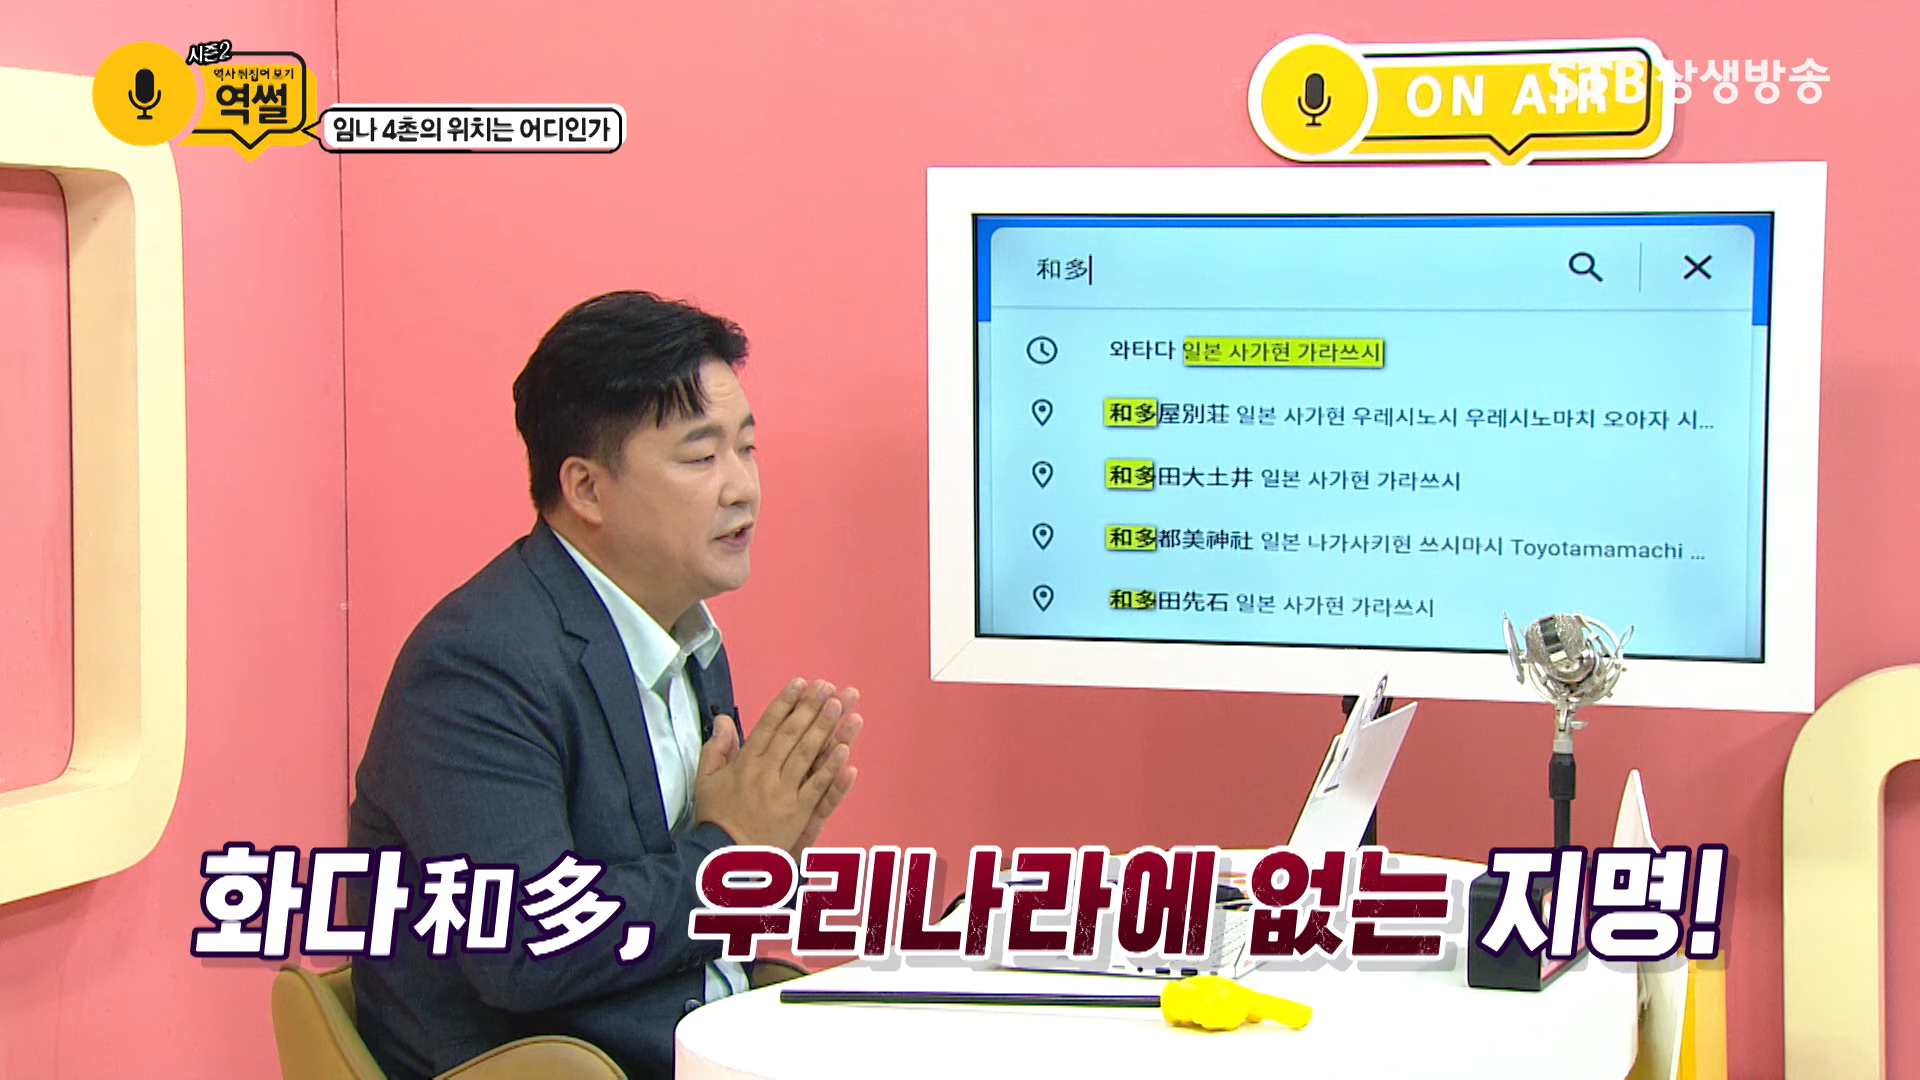 시즌2
역사 뒤집어 보기
역썰
임나 4촌의 위치는 어디인가
ON AIR
STB상생방송
和多
와타다 일본 사가현 가라쓰시
和多屋別荘 일본 사가현 우레시노시 우레시노마치 오아자 시...
和多田大土井 일본 사가현 가라쓰시
和多都美神社 일본 나가사키현 쓰시마시 Toyotamamachi ...
和多田先石 일본 사가현 가라쓰시
화다和多, 우리나라에 없는 지명!